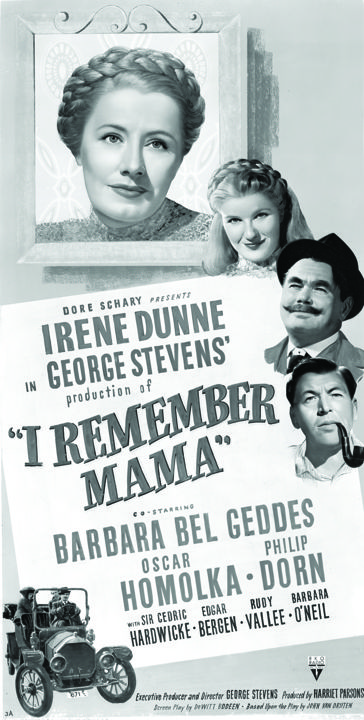 DORE SCHARY PRESENTS
IRENE DUNNE
IN GEORGE STEVENS'
production of
"I REMEMBER
MAMA"
CO-STARRING
BARBARA BEL GEDDES
OSCAR HOMOLKA · PHILIP DORN
WITH SIR CEDRIC HARDWICKE · EDGAR BERGEN · RUDY VALLEE · BARBARA O'NEIL
RKO
RADIO
Executive Producer and Director GEORGE STEVENS Produced by HARRIET PARSONS
Screen Play by DeWITT BODEEN - Based Upon the Play by JOHN VAN DRUTEN
3A